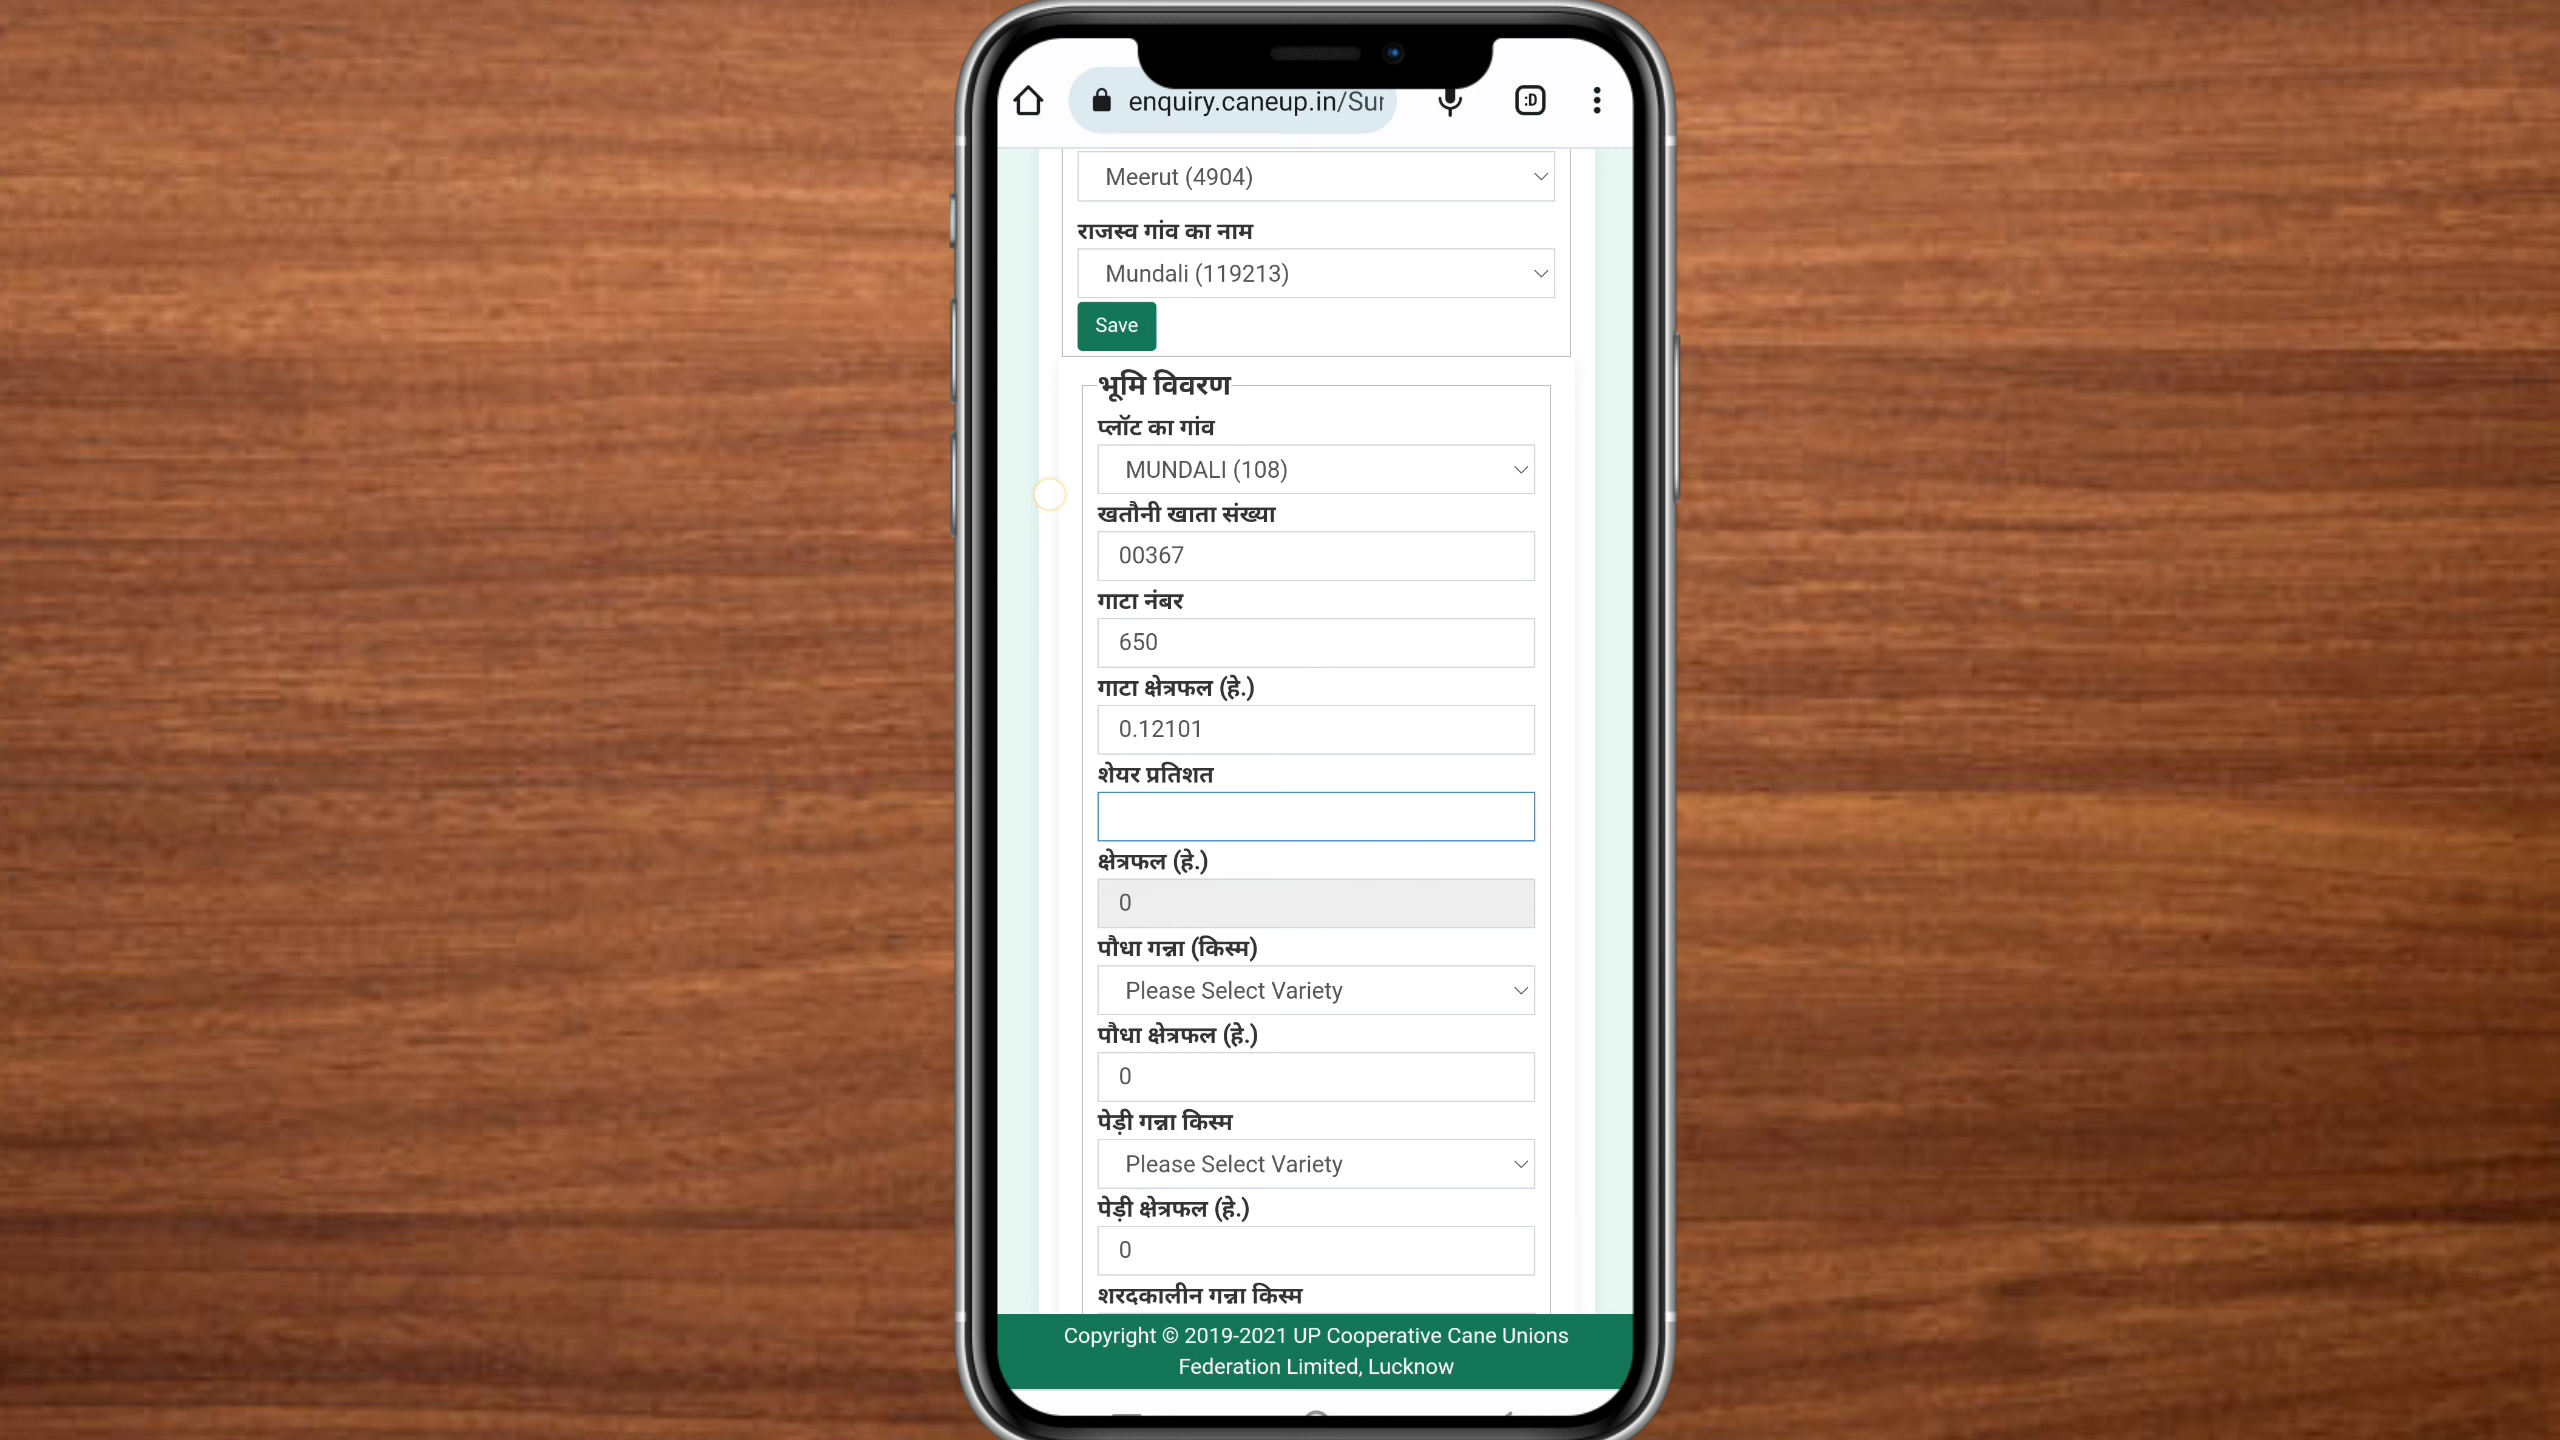 enquiry.caneup.in/Sur
:D
Meerut (4904)
राजस्व गांव का नाम
Mundali (119213)
Save
भूमि विवरण
प्लॉट का गांव
MUNDALI (108)
खतौनी खाता संख्या
00367
गाटा नंबर
650
गाटा क्षेत्रफल (हे.)
0.12101
शेयर प्रतिशत
क्षेत्रफल (हे.)
0
पौधा गन्ना (किस्म)
Please Select Variety
पौधा क्षेत्रफल (हे.)
0
पेड़ी गन्ना किस्म
Please Select Variety
पेड़ी क्षेत्रफल (हे.)
0
शरदकालीन गन्ना किस्म
Copyright © 2019-2021 UP Cooperative Cane Unions
Federation Limited, Lucknow